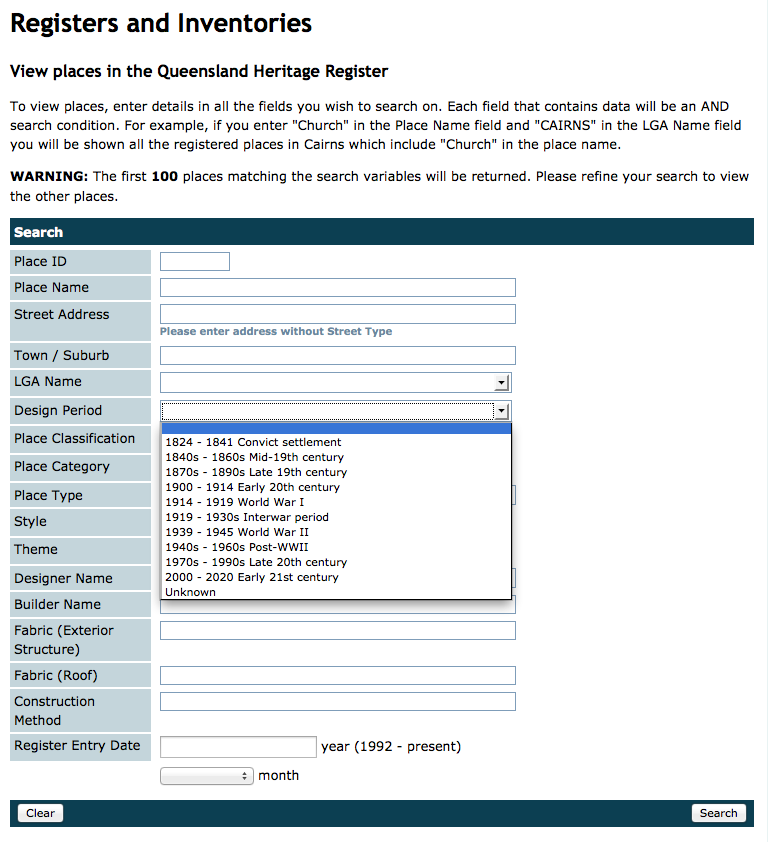 Registers and Inventories
View places in the Queensland Heritage Register
To view places, enter details in all the fields you wish to search on. Each field that contains data will be an AND
search condition. For example, if you enter "Church" in the Place Name field and "CAIRNS" in the LGA Name field
you will be shown all the registered places in Cairns which include "Church" in the place name.
WARNING: The first 100 places matching the search variables will be returned. Please refine your search to view
the other places.
Search
Place ID
Place Name
Street Address
Please enter address without Street Type
Town / Suburb
LGA Name
Design Period
Place Classification
1824 - 1841 Convict settlement
1840s - 1860s Mid-19th century
Place Category
1870s - 1890s Late 19th century
1900 - 1914 Early 20th century
Place Type
1914 - 1919 World War I
1919 - 1930s Interwar period
Style
1939 - 1945 World War II
1940s - 1960s Post-WWII
Theme
1970s - 1990s Late 20th century
2000 - 2020 Early 21st century
Designer Name
Unknown
Builder Name
Fabric (Exterior
Structure)
Fabric (Roof)
Construction
Method
Register Entry Date
year (1992 - present)
month
Clear
Search